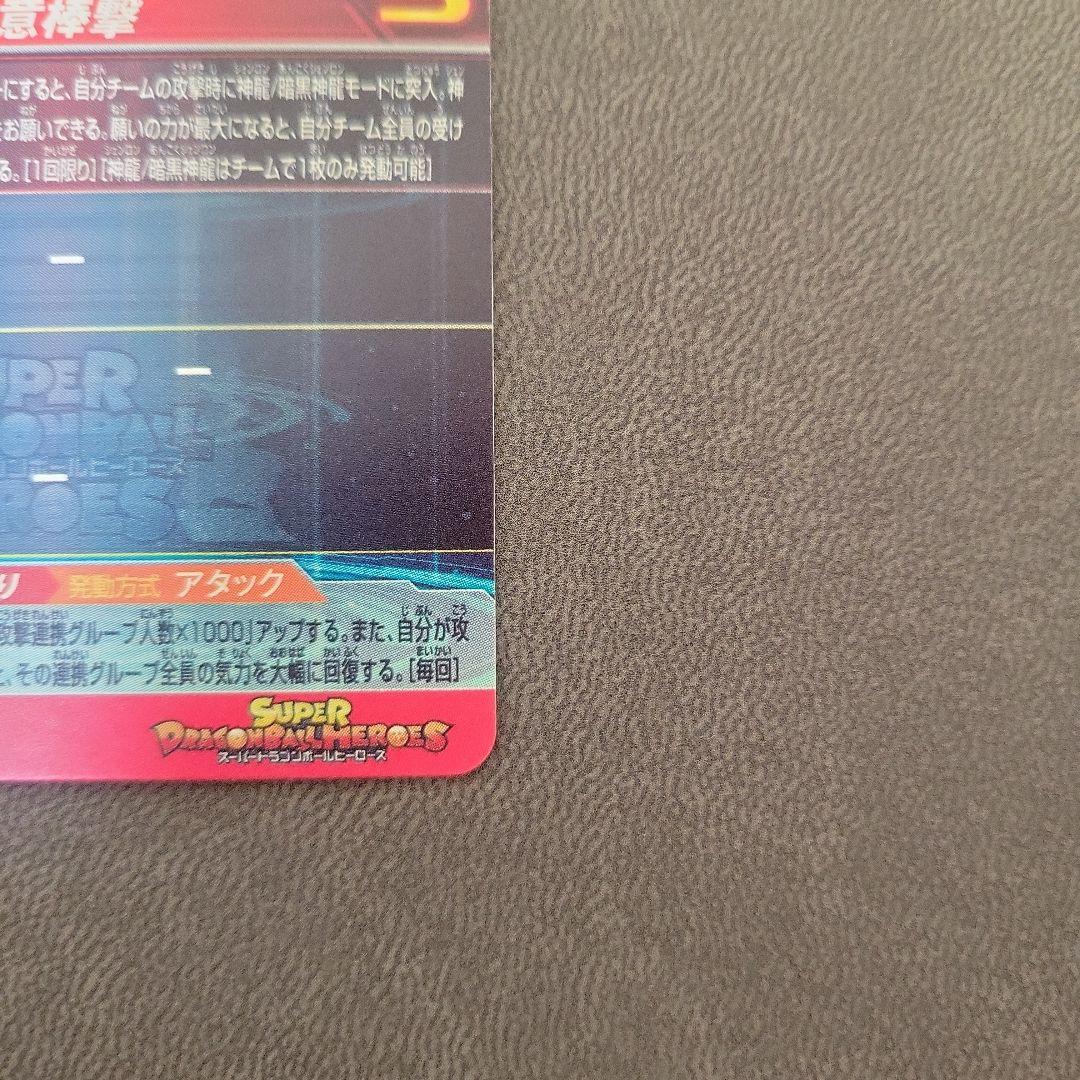 意棒撃
にすると、自分チームの攻撃時に神龍/暗黒神龍モードに突入。神
をお願いできる。願いの力が最大になると、自分チーム全員の受け
る。[1回限り][神龍/暗黒神龍はチームで1枚のみ発動可能]
発動方式 アタック
攻撃連携グループ人数×1000」アップする。また、自分が攻
と、その連携グループ全員の気力を大幅に回復する。[毎回]
SUPER
DRAGONBALL HEROES
スーパードラゴンボールヒーローズ